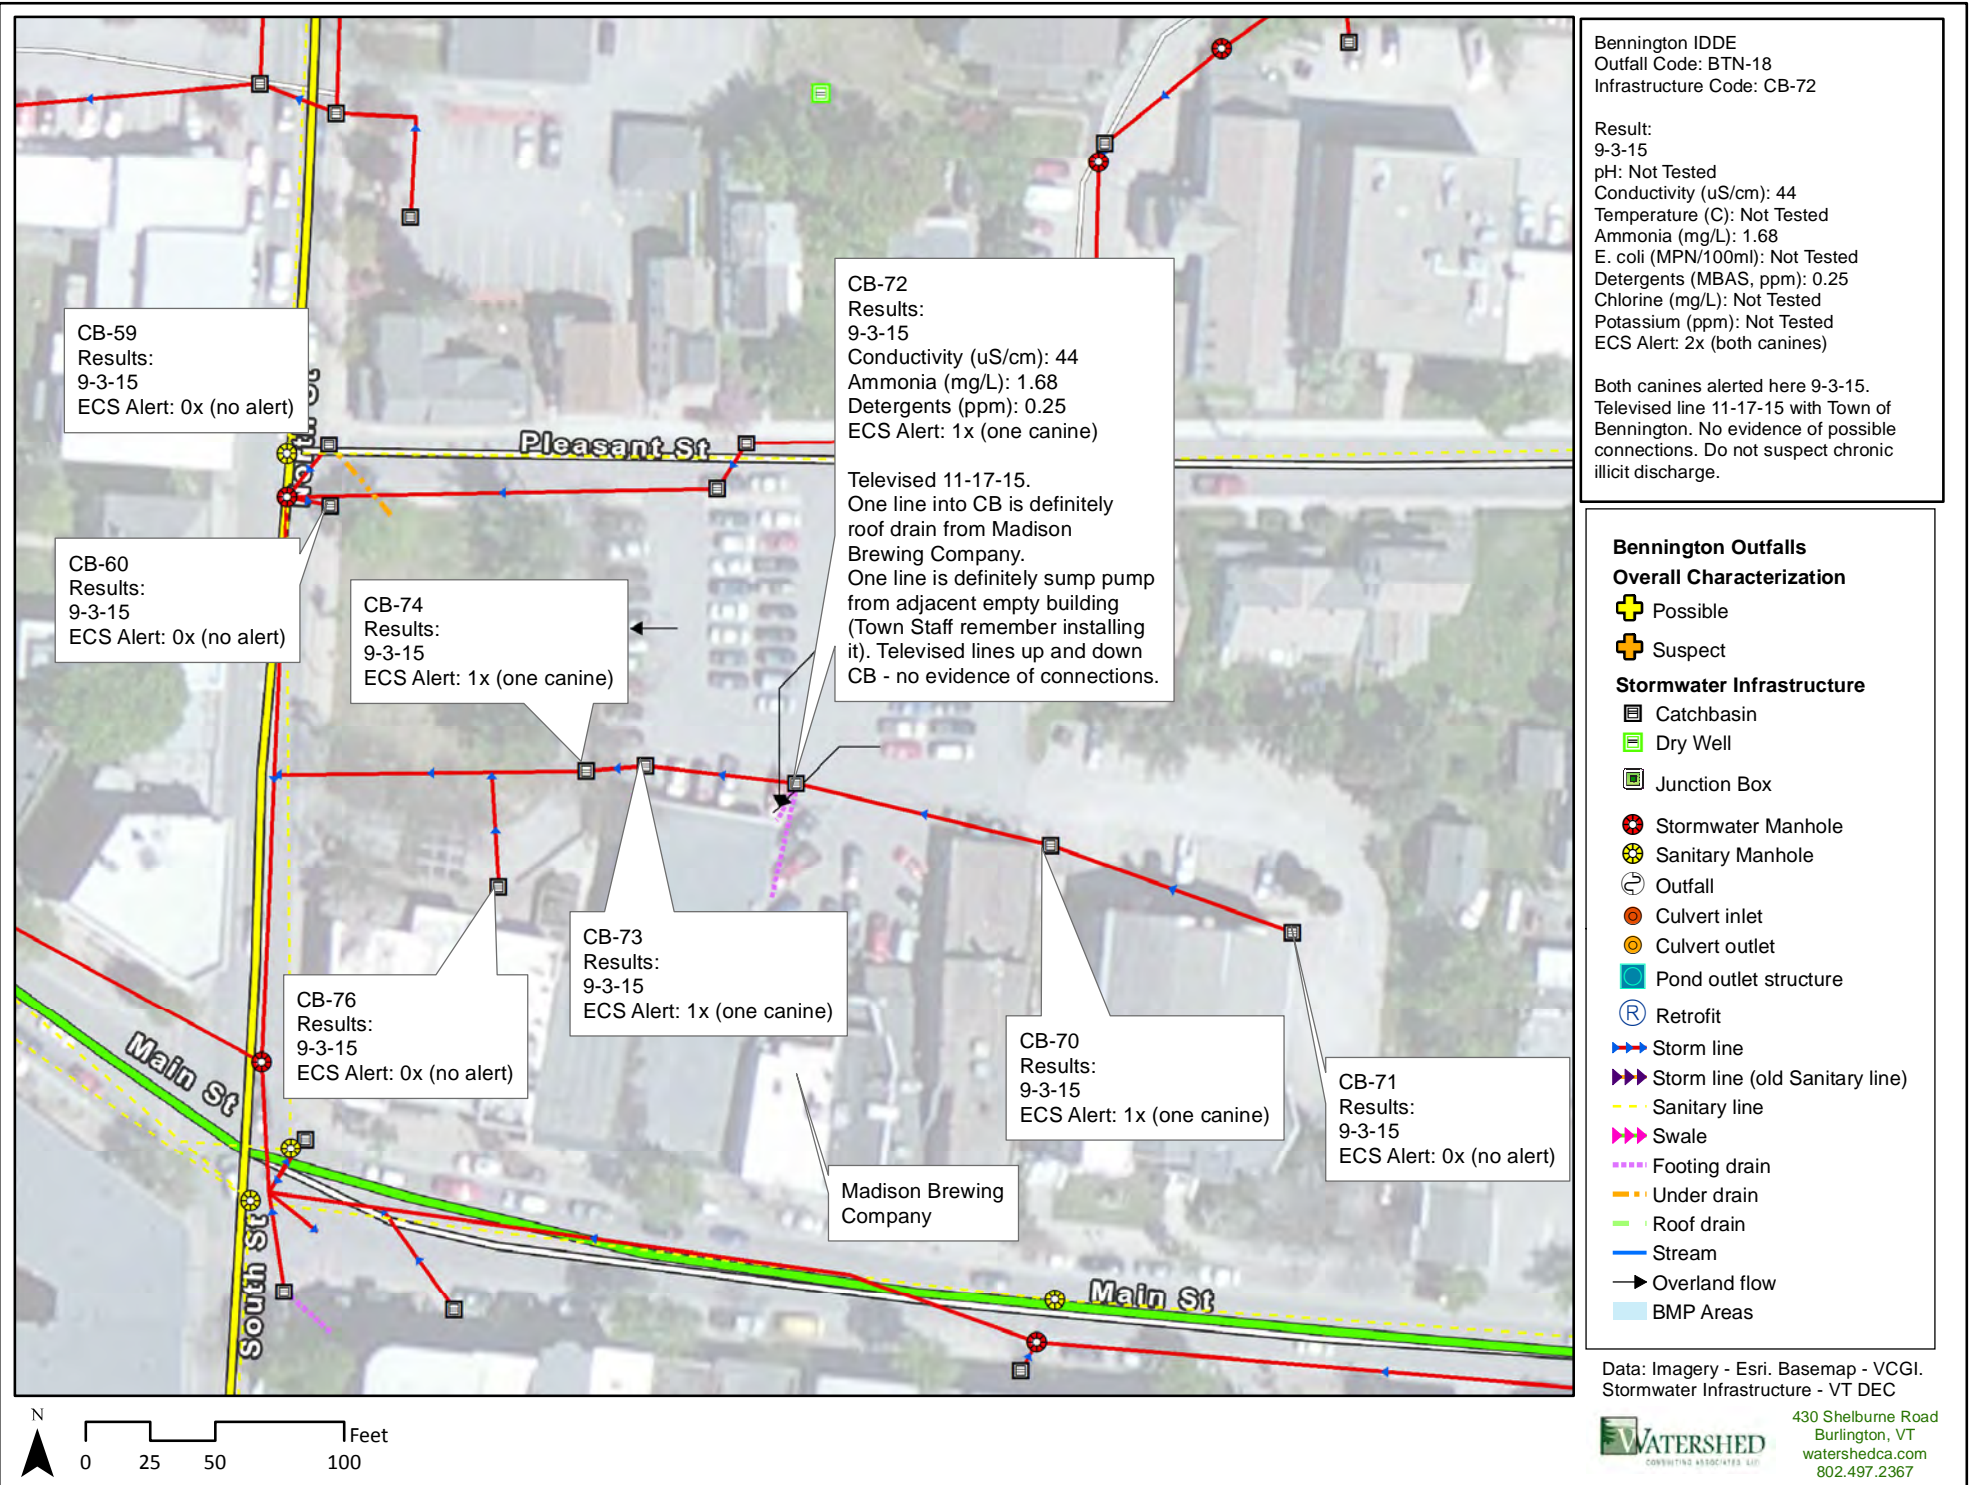 Bennington IDDE
Outfall Code: BTN-18
Infrastructure Code: CB-72
Result:
9-3-15
pH: Not Tested
Conductivity (uS/cm): 44
Temperature (C): Not Tested
Ammonia (mg/L): 1.68
E. coli (MPN/100ml): Not Tested
Detergents (MBAS, ppm): 0.25
Chlorine (mg/L): Not Tested
Potassium (ppm): Not Tested
ECS Alert: 2x (both canines)
Both canines alerted here 9-3-15.
Televised line 11-17-15 with Town of
Bennington. No evidence of possible
connections. Do not suspect chronic
illicit discharge.
CB-59
Results:
9-3-15
ECS Alert: 0x (no alert)
CB-72
Results:
9-3-15
Conductivity (uS/cm): 44
Ammonia (mg/L): 1.68
Detergents (ppm): 0.25
ECS Alert: 1x (one canine)
Televised 11-17-15.
One line into CB is definitely
roof drain from Madison
Brewing Company.
One line is definitely sump pump
from adjacent empty building
(Town Staff remember installing
it). Televised lines up and down
CB - no evidence of connections.
Pleasant St
CB-60
Results:
9-3-15
ECS Alert: 0x (no alert)
CB-74
Results:
9-3-15
ECS Alert: 1x (one canine)
CB-73
Results:
9-3-15
ECS Alert: 1x (one canine)
CB-76
Results:
9-3-15
ECS Alert: 0x (no alert)
CB-70
Results:
9-3-15
ECS Alert: 1x (one canine)
CB-71
Results:
9-3-15
ECS Alert: 0x (no alert)
Madison Brewing
Company
Main St
South St
Main St
Bennington Outfalls
Overall Characterization
Possible
Suspect
Stormwater Infrastructure
Catchbasin
Dry Well
Junction Box
Stormwater Manhole
Sanitary Manhole
Outfall
Culvert inlet
Culvert outlet
Pond outlet structure
R Retrofit
Storm line
Storm line (old Sanitary line)
Sanitary line
Swale
Footing drain
Under drain
Roof drain
Stream
Overland flow
BMP Areas
Data: Imagery - Esri. Basemap - VCGI.
Stormwater Infrastructure - VT DEC
WATERSHED
CONSULTING ASSOCIATES, LLC
430 Shelburne Road
Burlington, VT
watershedca.com
802.497.2367
N
Feet
0 25 50 100